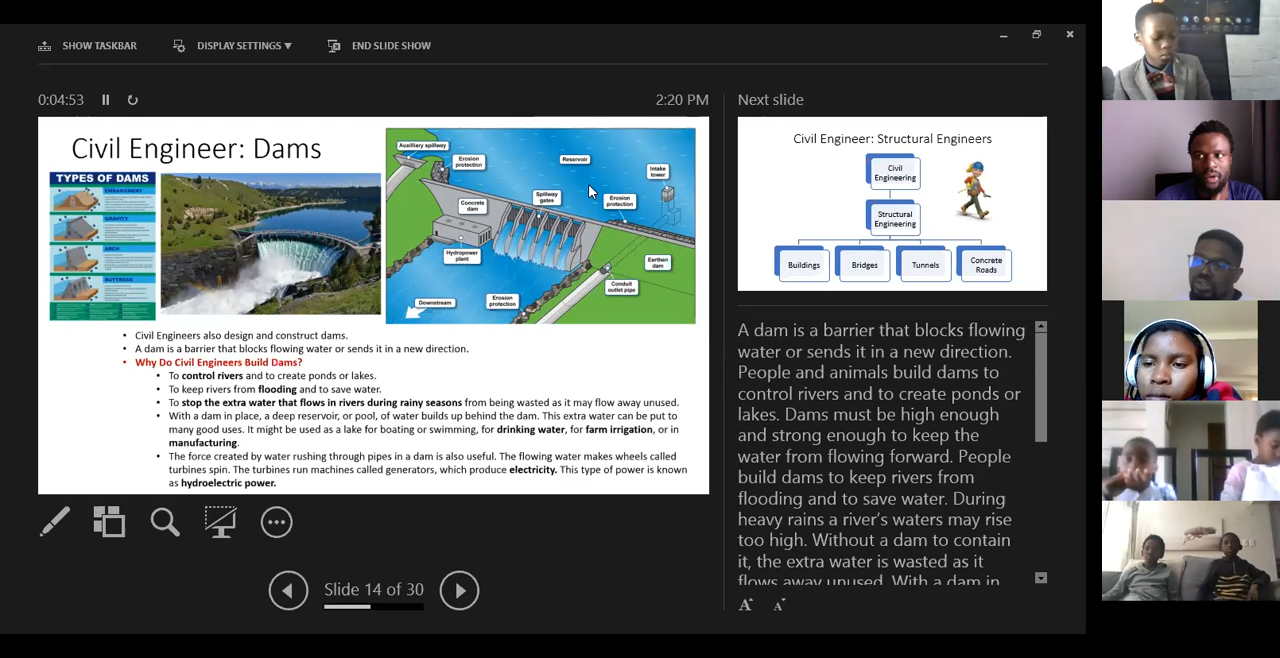 SHOW TASKBAR
DISPLAY SETTINGS ▼
END SLIDE SHOW
0:04:53
2:20 PM
Next slide
Civil Engineer: Dams
TYPES OF DAMS
EMBANKMENT
GRAVITY
ARCH
BUTTRESS
Auxiliary spillway
Erosion protection
Reservoir
Intake tower
Concrete dam
Spillway gates
Erosion protection
Hydropower plant
Earthen dam
Conduit outlet pipe
Downstream
Erosion protection
• Civil Engineers also design and construct dams.
• A dam is a barrier that blocks flowing water or sends it in a new direction.
• Why Do Civil Engineers Build Dams?
• To control rivers and to create ponds or lakes.
• To keep rivers from flooding and to save water.
• To stop the extra water that flows in rivers during rainy seasons from being wasted as it may flow away unused.
• With a dam in place, a deep reservoir, or pool, of water builds up behind the dam. This extra water can be put to
many good uses. It might be used as a lake for boating or swimming, for drinking water, for farm irrigation, or in
manufacturing.
• The force created by water rushing through pipes in a dam is also useful. The flowing water makes wheels called
turbines spin. The turbines run machines called generators, which produce electricity. This type of power is known
as hydroelectric power.
Slide 14 of 30
Civil Engineer: Structural Engineers
Civil
Engineering
Structural
Engineering
Buildings
Bridges
Tunnels
Concrete
Roads
A dam is a barrier that blocks flowing
water or sends it in a new direction.
People and animals build dams to
control rivers and to create ponds or
lakes. Dams must be high enough
and strong enough to keep the
water from flowing forward. People
build dams to keep rivers from
flooding and to save water. During
heavy rains a river's waters may rise
too high. Without a dam to contain
it, the extra water is wasted as it
flows away unused. With a dam in
A A